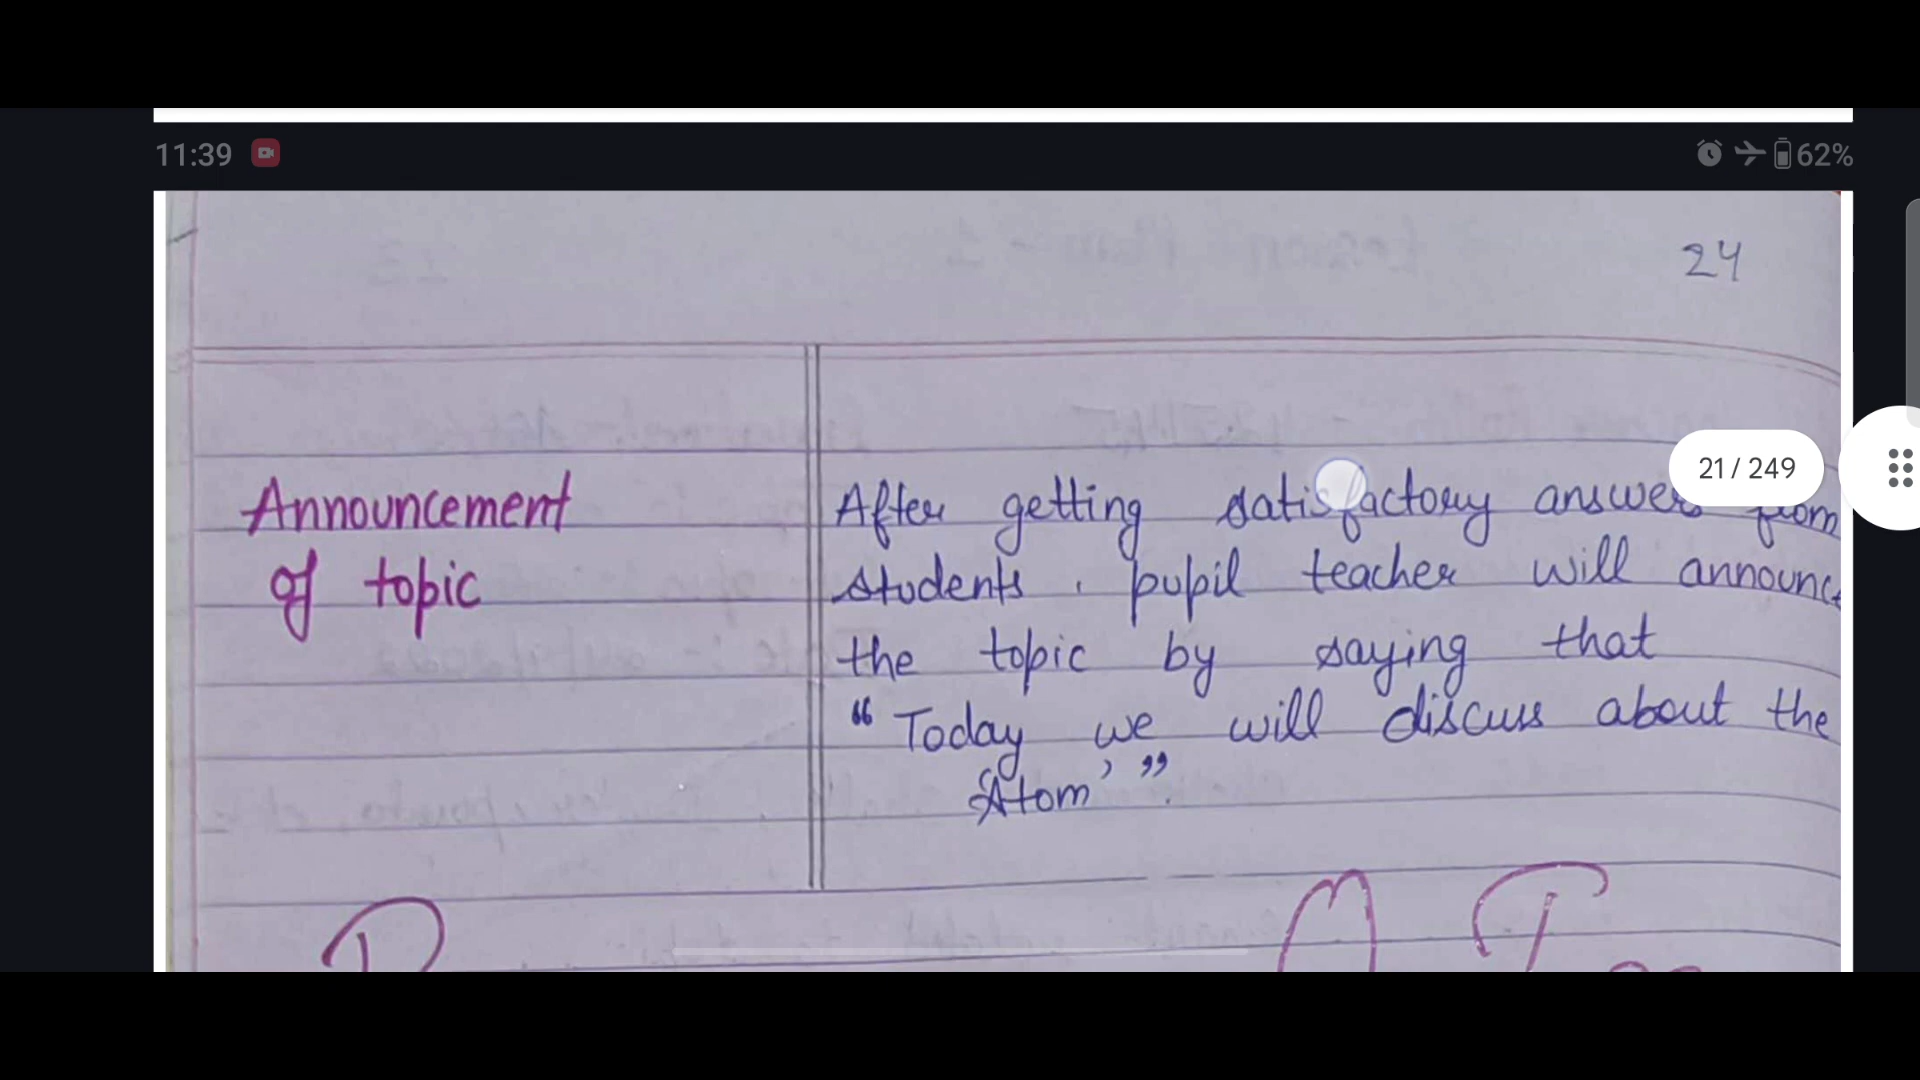 11:39
62%
24
21 / 249
Announcement
of topic
After getting satisfactory answer from
students, pupil teacher will announce
the topic by saying that
“Today we will discuss about the
‘Atom’”.